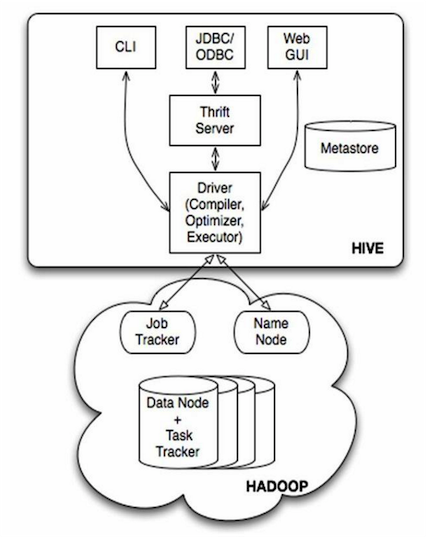 CLI
JDBC/
ODBC
Web
GUI
Thrift
Server
Metastore
Driver
(Compiler,
Optimizer,
Executor)
HIVE
Job
Tracker
Name
Node
Data Node
+
Task
Tracker
HADOOP